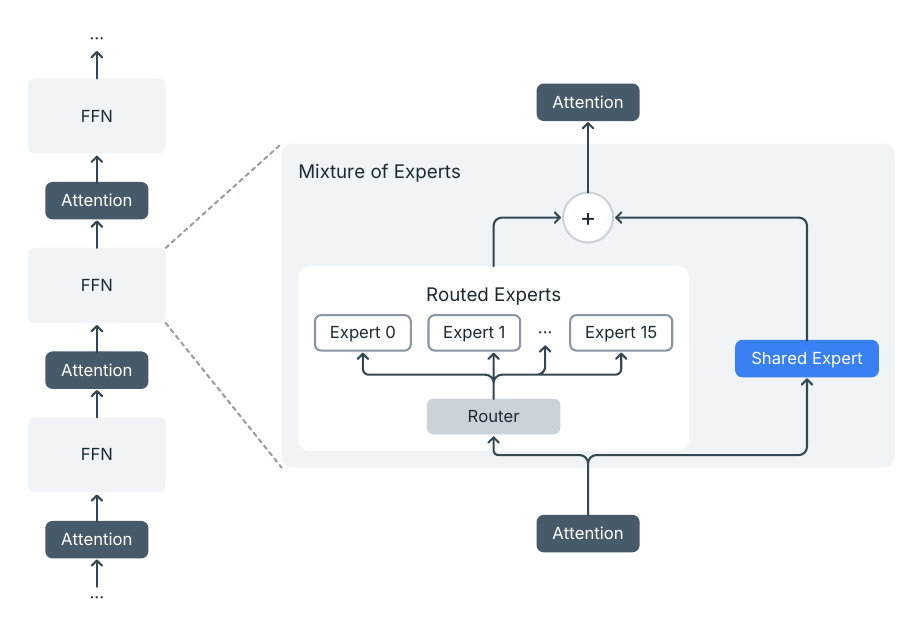 ...
FFN
Attention
FFN
Attention
FFN
Attention
...
Attention
Mixture of Experts
+
Routed Experts
Expert 0
Expert 1
...
Expert 15
Shared Expert
Router
Attention